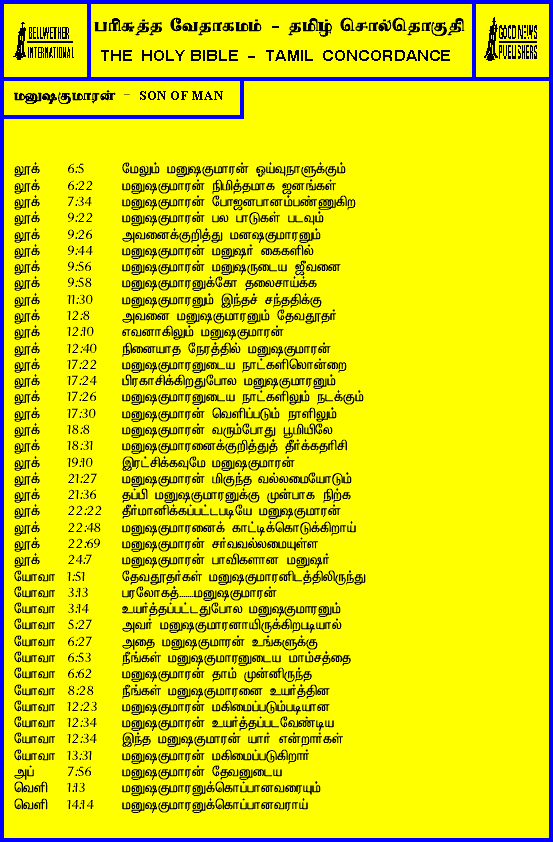 BELLWETHER
INTERNATIONAL
பரிசுத்த வேதாகமம் - தமிழ் சொல்தொகுதி
THE HOLY BIBLE - TAMIL CONCORDANCE
GOOD NEWS
PUBLISHERS
மனுஷகுமாரன் - SON OF MAN
லூக் 6:5 மேலும் மனுஷகுமாரன் ஓய்வுநாளுக்கும்
லூக் 6:22 மனுஷகுமாரன் நிமித்தமாக ஜனங்கள்
லூக் 7:34 மனுஷகுமாரன் போஜனபானம்பண்ணுகிற
லூக் 9:22 மனுஷகுமாரன் பல பாடுகள் படவும்
லூக் 9:26 அவனைக்குறித்து மனஷகுமாரனும்
லூக் 9:44 மனுஷகுமாரன் மனுஷர் கைகளில்
லூக் 9:56 மனுஷகுமாரன் மனுஷருடைய ஜீவனை
லூக் 9:58 மனுஷகுமாரனுக்கோ தலைசாய்க்க
லூக் 11:30 மனுஷகுமாரனும் இந்தச் சந்ததிக்கு
லூக் 12:8 அவனை மனுஷகுமாரனும் தேவதூதர்
லூக் 12:10 எவனாகிலும் மனுஷகுமாரன்
லூக் 12:40 நினையாத நேரத்தில் மனுஷகுமாரன்
லூக் 17:22 மனுஷகுமாரனுடைய நாட்களிலொன்றை
லூக் 17:24 பிரகாசிக்கிறதுபோல மனுஷகுமாரனும்
லூக் 17:26 மனுஷகுமாரனுடைய நாட்களிலும் நடக்கும்
லூக் 17:30 மனுஷகுமாரன் வெளிப்படும் நாளிலும்
லூக் 18:8 மனுஷகுமாரன் வரும்போது பூமியிலே
லூக் 18:31 மனுஷகுமாரனைக்குறித்துத் தீர்க்கதரிசி
லூக் 19:10 இரட்சிக்கவுமே மனுஷகுமாரன்
லூக் 21:27 மனுஷகுமாரன் மிகுந்த வல்லமையோடும்
லூக் 21:36 தப்பி மனுஷகுமாரனுக்கு முன்பாக நிற்க
லூக் 22:22 தீர்மானிக்கப்பட்டபடியே மனுஷகுமாரன்
லூக் 22:48 மனுஷகுமாரனைக் காட்டிக்கொடுக்கிறாய்
லூக் 22:69 மனுஷகுமாரன் சர்வவல்லமையுள்ள
லூக் 24:7 மனுஷகுமாரன் பாவிகளான மனுஷர்
யோவா 1:51 தேவதூதர்கள் மனுஷகுமாரனிடத்திலிருந்து
யோவா 3:13 பரலோகத்.......மனுஷகுமாரன்
யோவா 3:14 உயர்த்தப்பட்டதுபோல மனுஷகுமாரனும்
யோவா 5:27 அவர் மனுஷகுமாரனாயிருக்கிறபடியால்
யோவா 6:27 அதை மனுஷகுமாரன் உங்களுக்கு
யோவா 6:53 நீங்கள் மனுஷகுமாரனுடைய மாம்சத்தை
யோவா 6:62 மனுஷகுமாரன் தாம் முன்னிருந்த
யோவா 8:28 நீங்கள் மனுஷகுமாரனை உயர்த்தின
யோவா 12:23 மனுஷகுமாரன் மகிமைப்படும்படியான
யோவா 12:34 மனுஷகுமாரன் உயர்த்தப்படவேண்டிய
யோவா 12:34 இந்த மனுஷகுமாரன் யார் என்றார்கள்
யோவா 13:31 மனுஷகுமாரன் மகிமைப்படுகிறார்
அப் 7:56 மனுஷகுமாரன் தேவனுடைய
வெளி 1:13 மனுஷகுமாரனுக்கொப்பானவரையும்
வெளி 14:14 மனுஷகுமாரனுக்கொப்பானவராய்